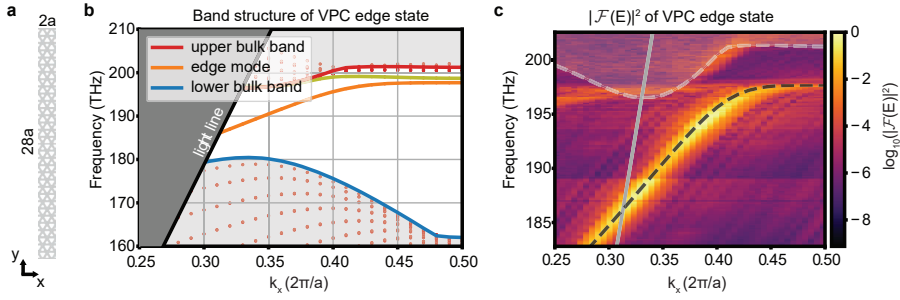 a
2a
28a
y
x
b
Band structure of VPC edge state
upper bulk band
edge mode
lower bulk band
light line
Frequency (THz)
210
200
190
180
170
160
0.25
0.30
0.35
0.40
0.45
0.50
kₓ (2π/a)
c
|ℱ(E)|² of VPC edge state
Frequency (THz)
200
195
190
185
0.25
0.30
0.35
0.40
0.45
0.50
kₓ (2π/a)
0
−2
−4
−6
−8
log₁₀(|ℱ(E)|²)